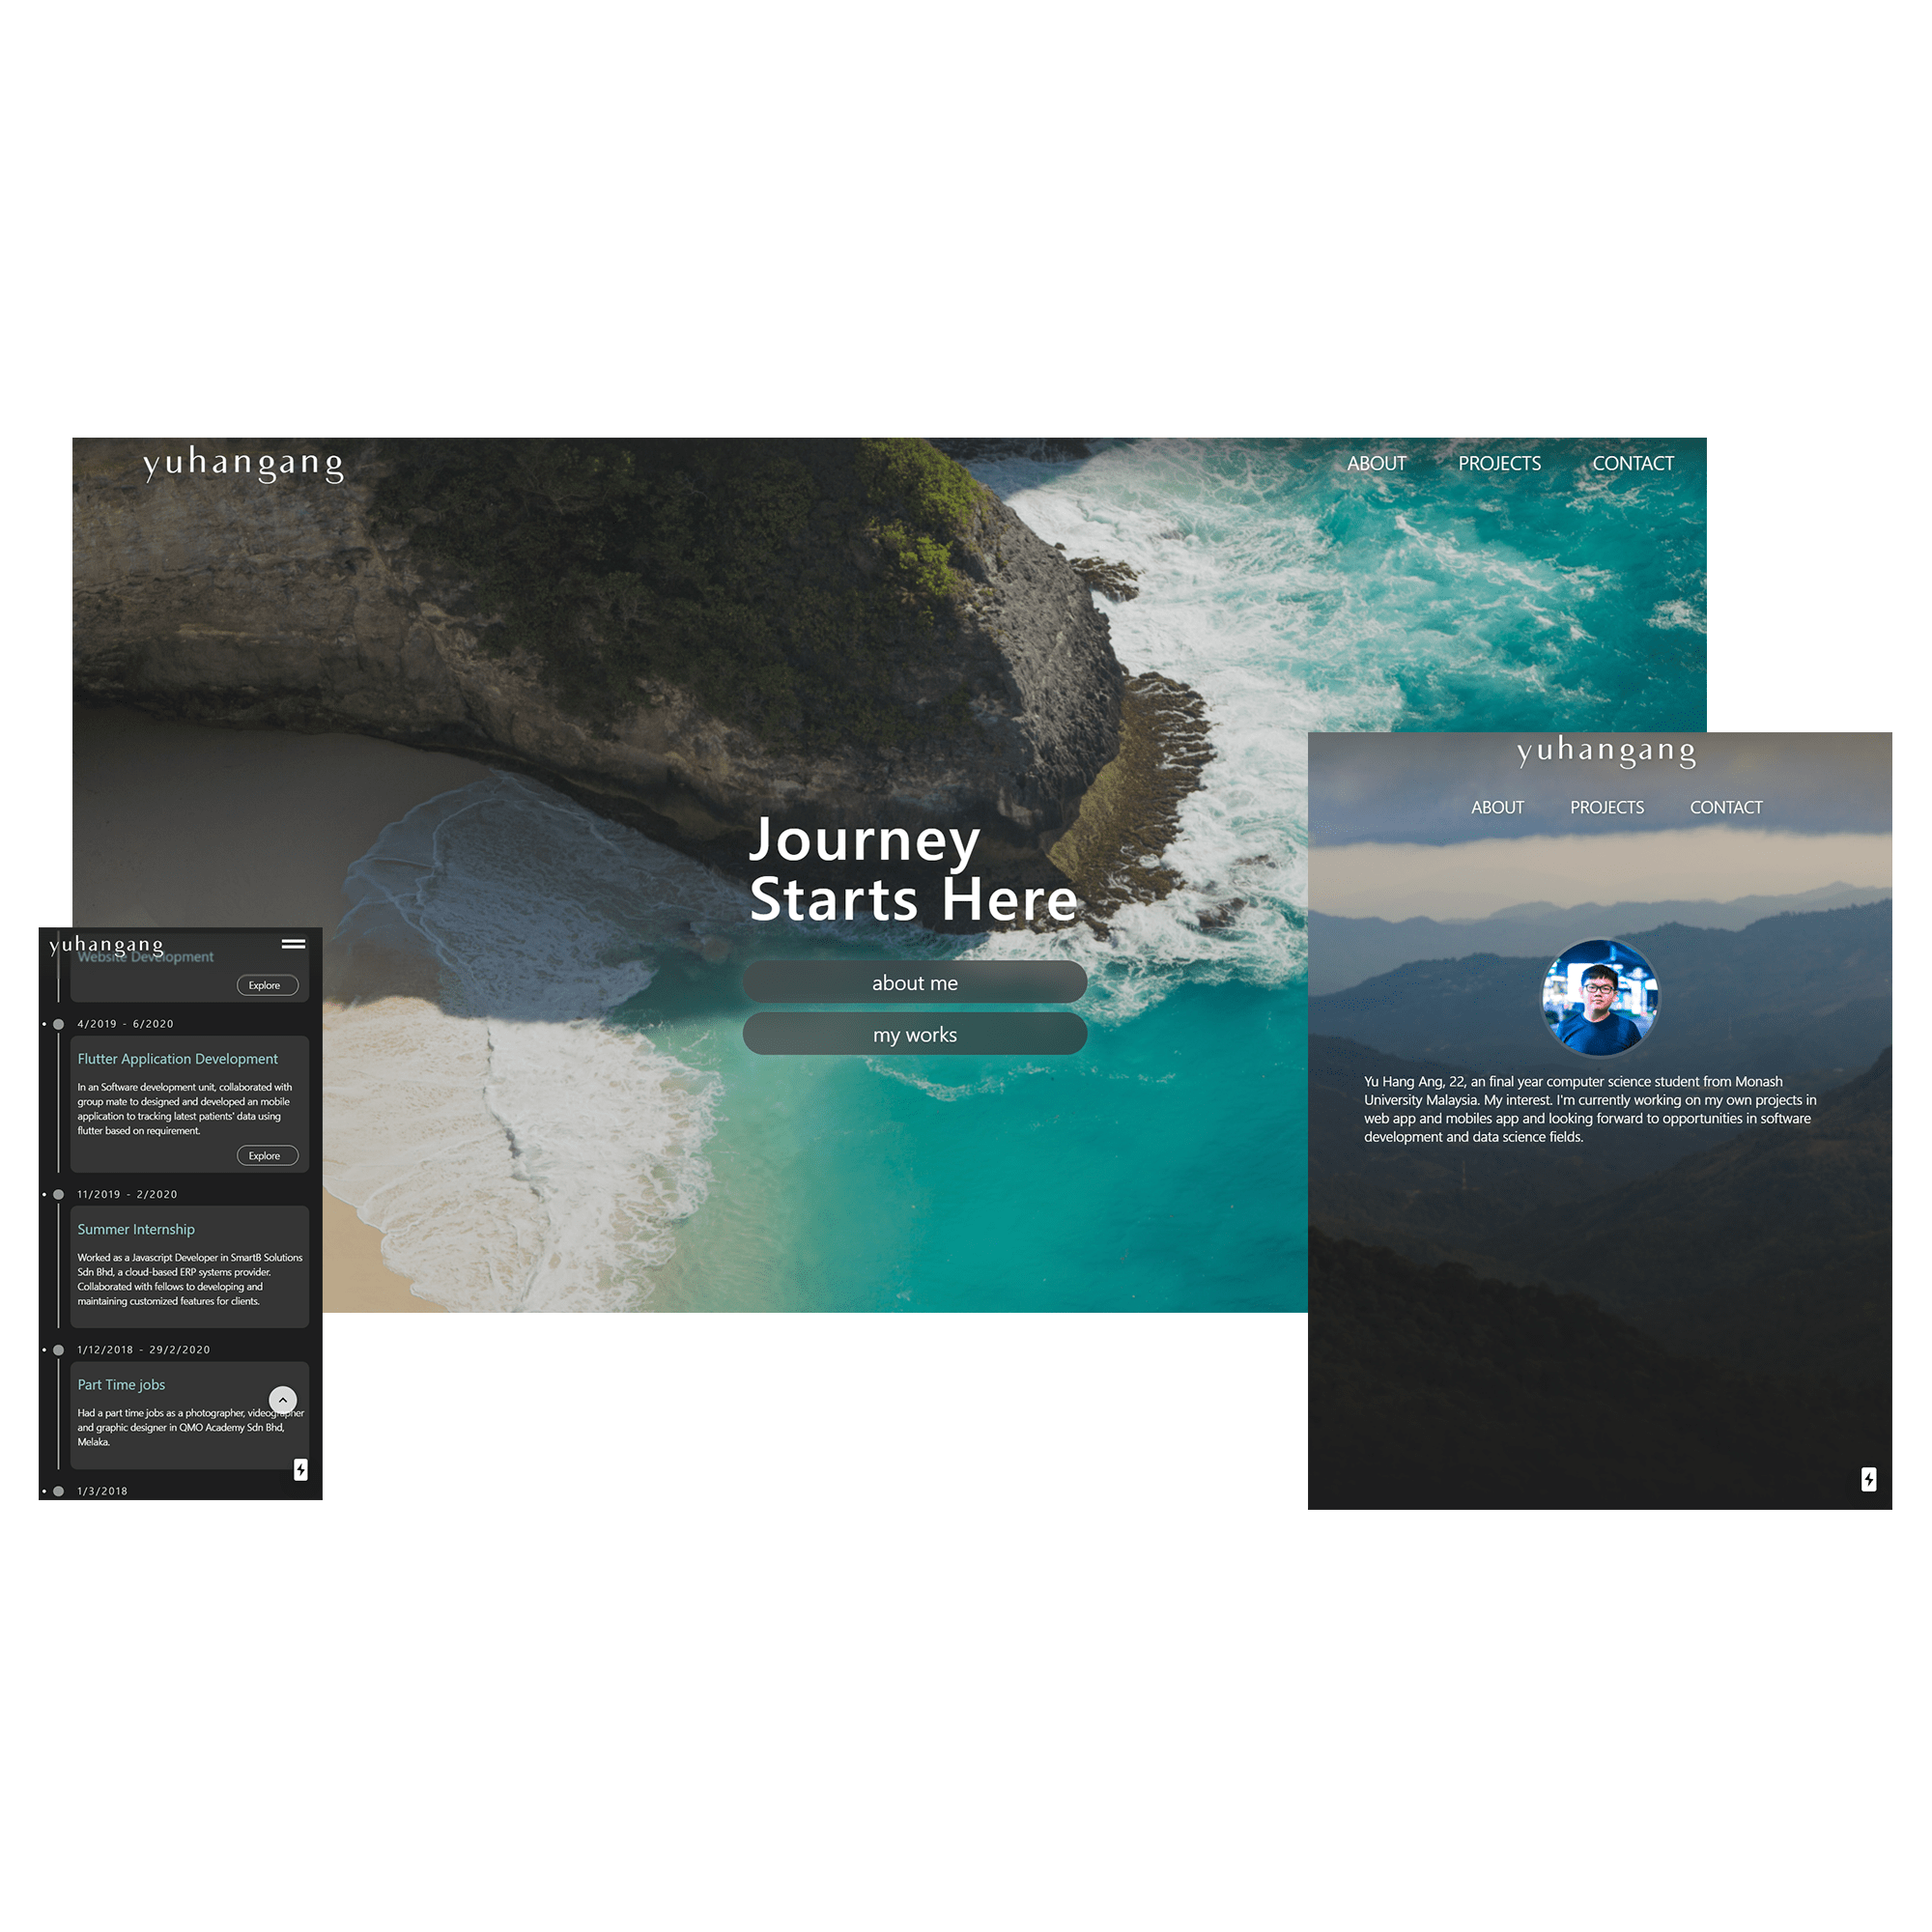 yuhangang
ABOUT PROJECTS CONTACT
Journey
Starts Here
about me
my works
yuhangang
Website Development
Explore
4/2019 - 6/2020
Flutter Application Development
In an Software development unit, collaborated with
group mate to designed and developed an mobile
application to tracking latest patients' data using
flutter based on requirement.
Explore
11/2019 - 2/2020
Summer Internship
Worked as a Javascript Developer in SmartB Solutions
Sdn Bhd, a cloud-based ERP systems provider.
Collaborated with fellows to developing and
maintaining customized features for clients.
1/12/2018 - 29/2/2020
Part Time jobs
Had a part time jobs as a photographer, videographer
and graphic designer in QMO Academy Sdn Bhd,
Melaka.
1/3/2018
yuhangang
ABOUT PROJECTS CONTACT
Yu Hang Ang, 22, an final year computer science student from Monash
University Malaysia. My interest. I'm currently working on my own projects in
web app and mobiles app and looking forward to opportunities in software
development and data science fields.